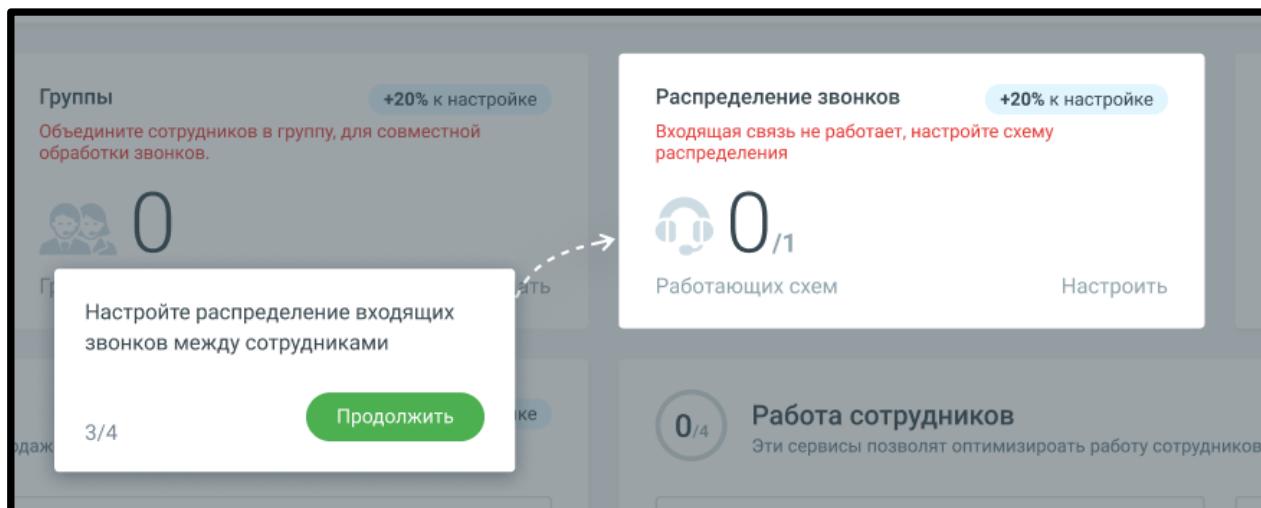 Группы
+20% к настройке
Объедините сотрудников в группу, для совместной
обработки звонков.
0
Распределение звонков
+20% к настройке
Входящая связь не работает, настройте схему
распределения
0/1
Работающих схем
Настроить
Настройте распределение входящих
звонков между сотрудниками
3/4
Продолжить
0/4
Работа сотрудников
Эти сервисы позволят оптимизироать работу сотрудников